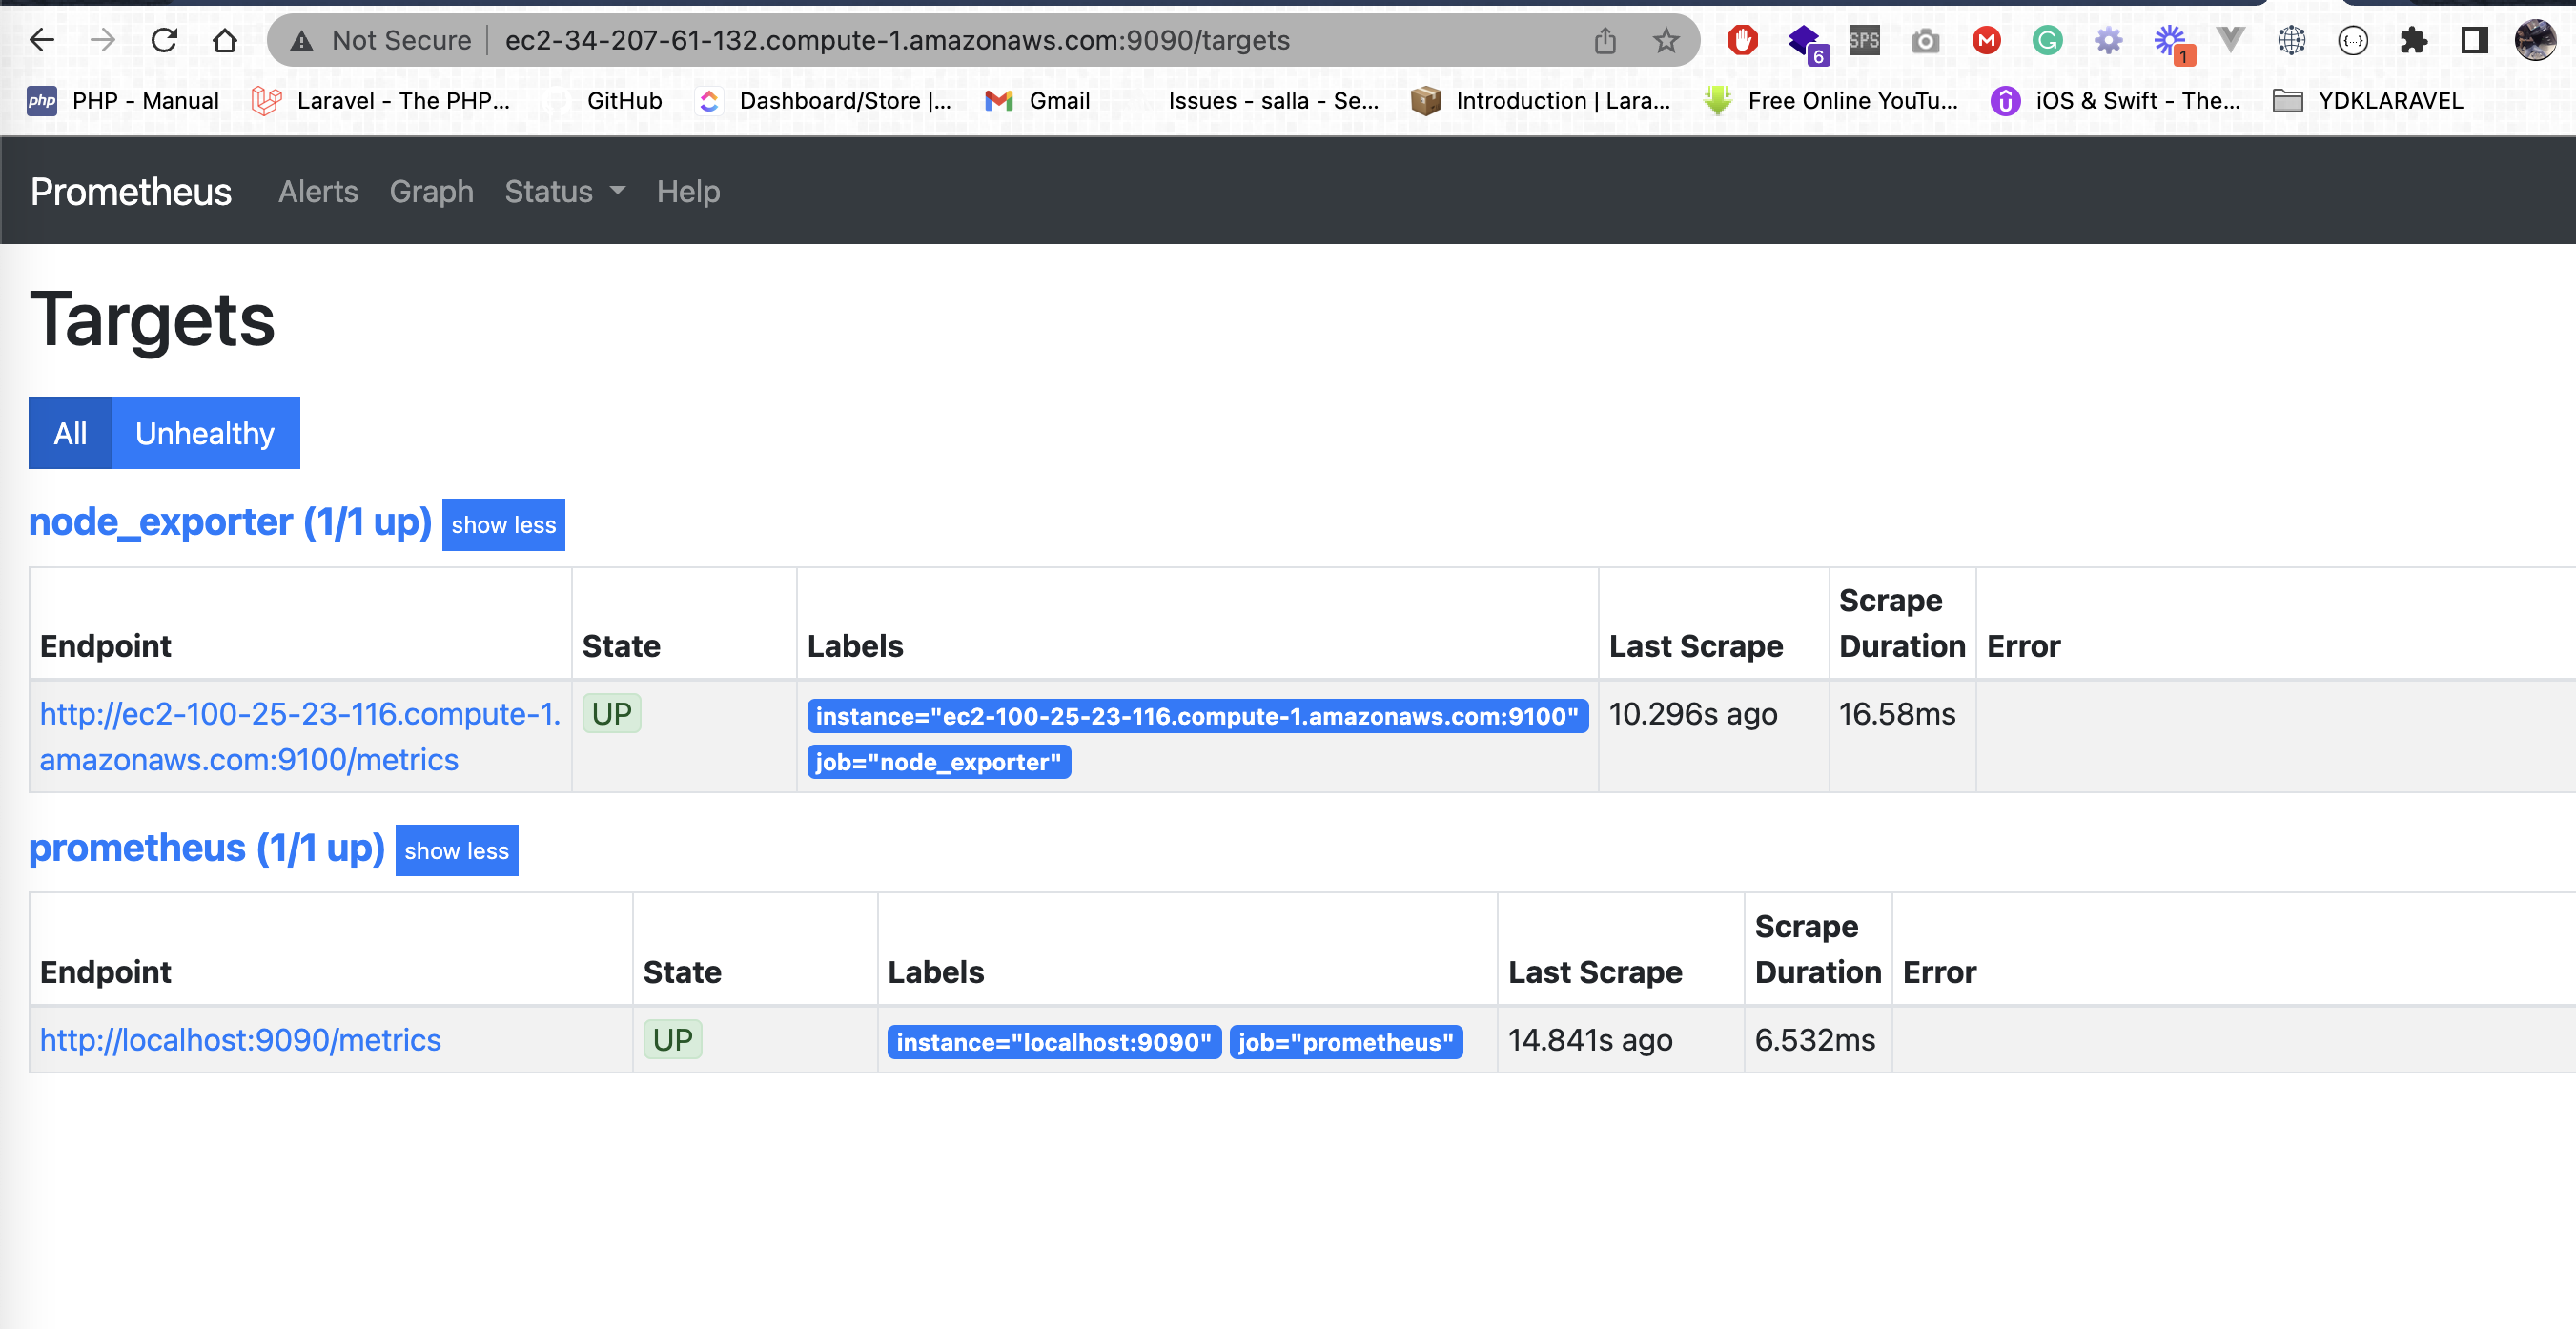 Not Secure ec2-34-207-61-132.compute-1.amazonaws.com:9090/targets
6 SPS M G 1 {...}
php PHP - Manual Laravel - The PHP... GitHub Dashboard/Store |... Gmail Issues - salla - Se... Introduction | Lara... Free Online YouTu... iOS & Swift - The... YDKLARAVEL
Prometheus Alerts Graph Status Help
Targets
All Unhealthy
node_exporter (1/1 up) show less
Endpoint State Labels Last Scrape Scrape Duration Error
http://ec2-100-25-23-116.compute-1. UP instance="ec2-100-25-23-116.compute-1.amazonaws.com:9100" 10.296s ago 16.58ms
amazonaws.com:9100/metrics job="node_exporter"
prometheus (1/1 up) show less
Endpoint State Labels Last Scrape Scrape Duration Error
http://localhost:9090/metrics UP instance="localhost:9090" job="prometheus" 14.841s ago 6.532ms